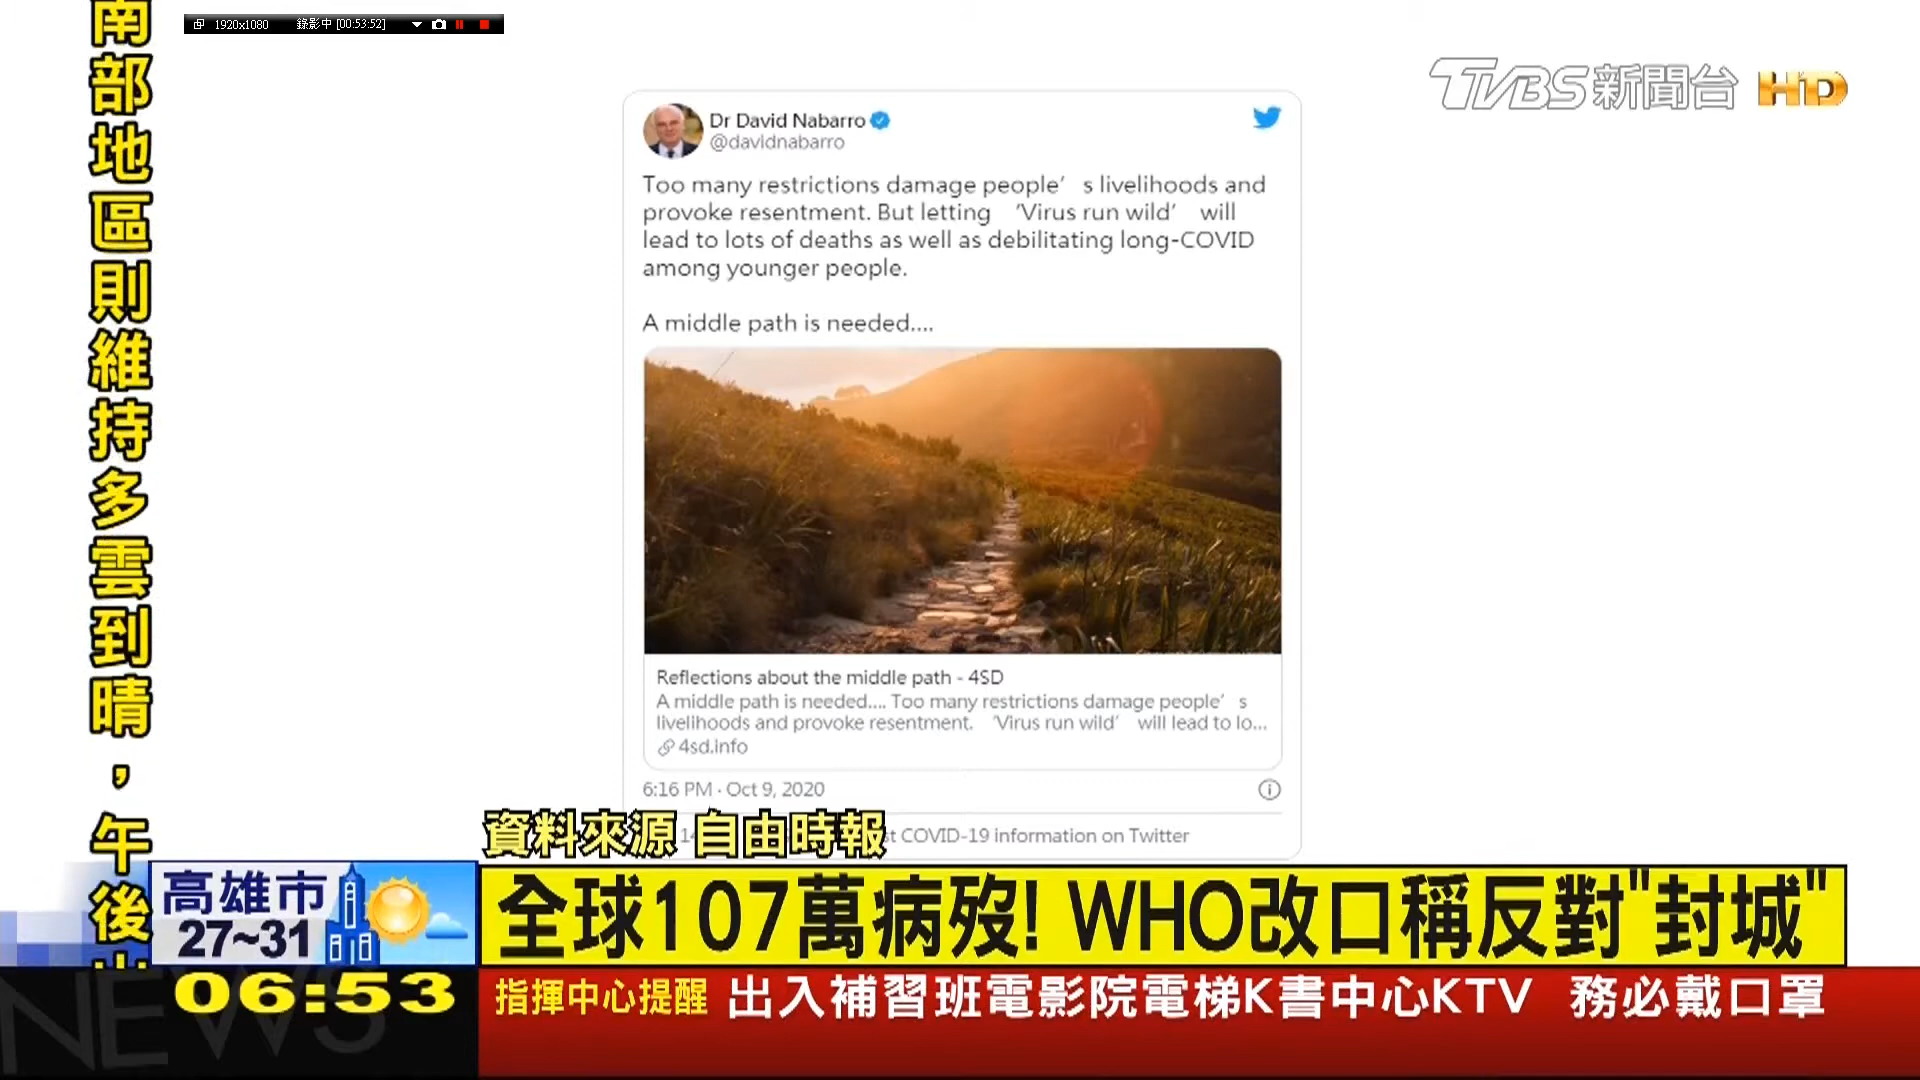 1920x1080 錄影中 [00:53:52]
TVBS新聞台 HD
南部地區則維持多雲到晴，午後
Dr David Nabarro
@davidnabarro
Too many restrictions damage people's livelihoods and
provoke resentment. But letting 'Virus run wild' will
lead to lots of deaths as well as debilitating long-COVID
among younger people.
A middle path is needed....
Reflections about the middle path - 4SD
A middle path is needed.... Too many restrictions damage people's
livelihoods and provoke resentment. 'Virus run wild' will lead to lo...
4sd.info
6:16 PM · Oct 9, 2020
COVID-19 information on Twitter
資料來源 自由時報
高雄市
27~31
全球107萬病歿! WHO改口稱反對"封城"
06:53
NEWS
指揮中心提醒 出入補習班電影院電梯K書中心KTV 務必戴口罩